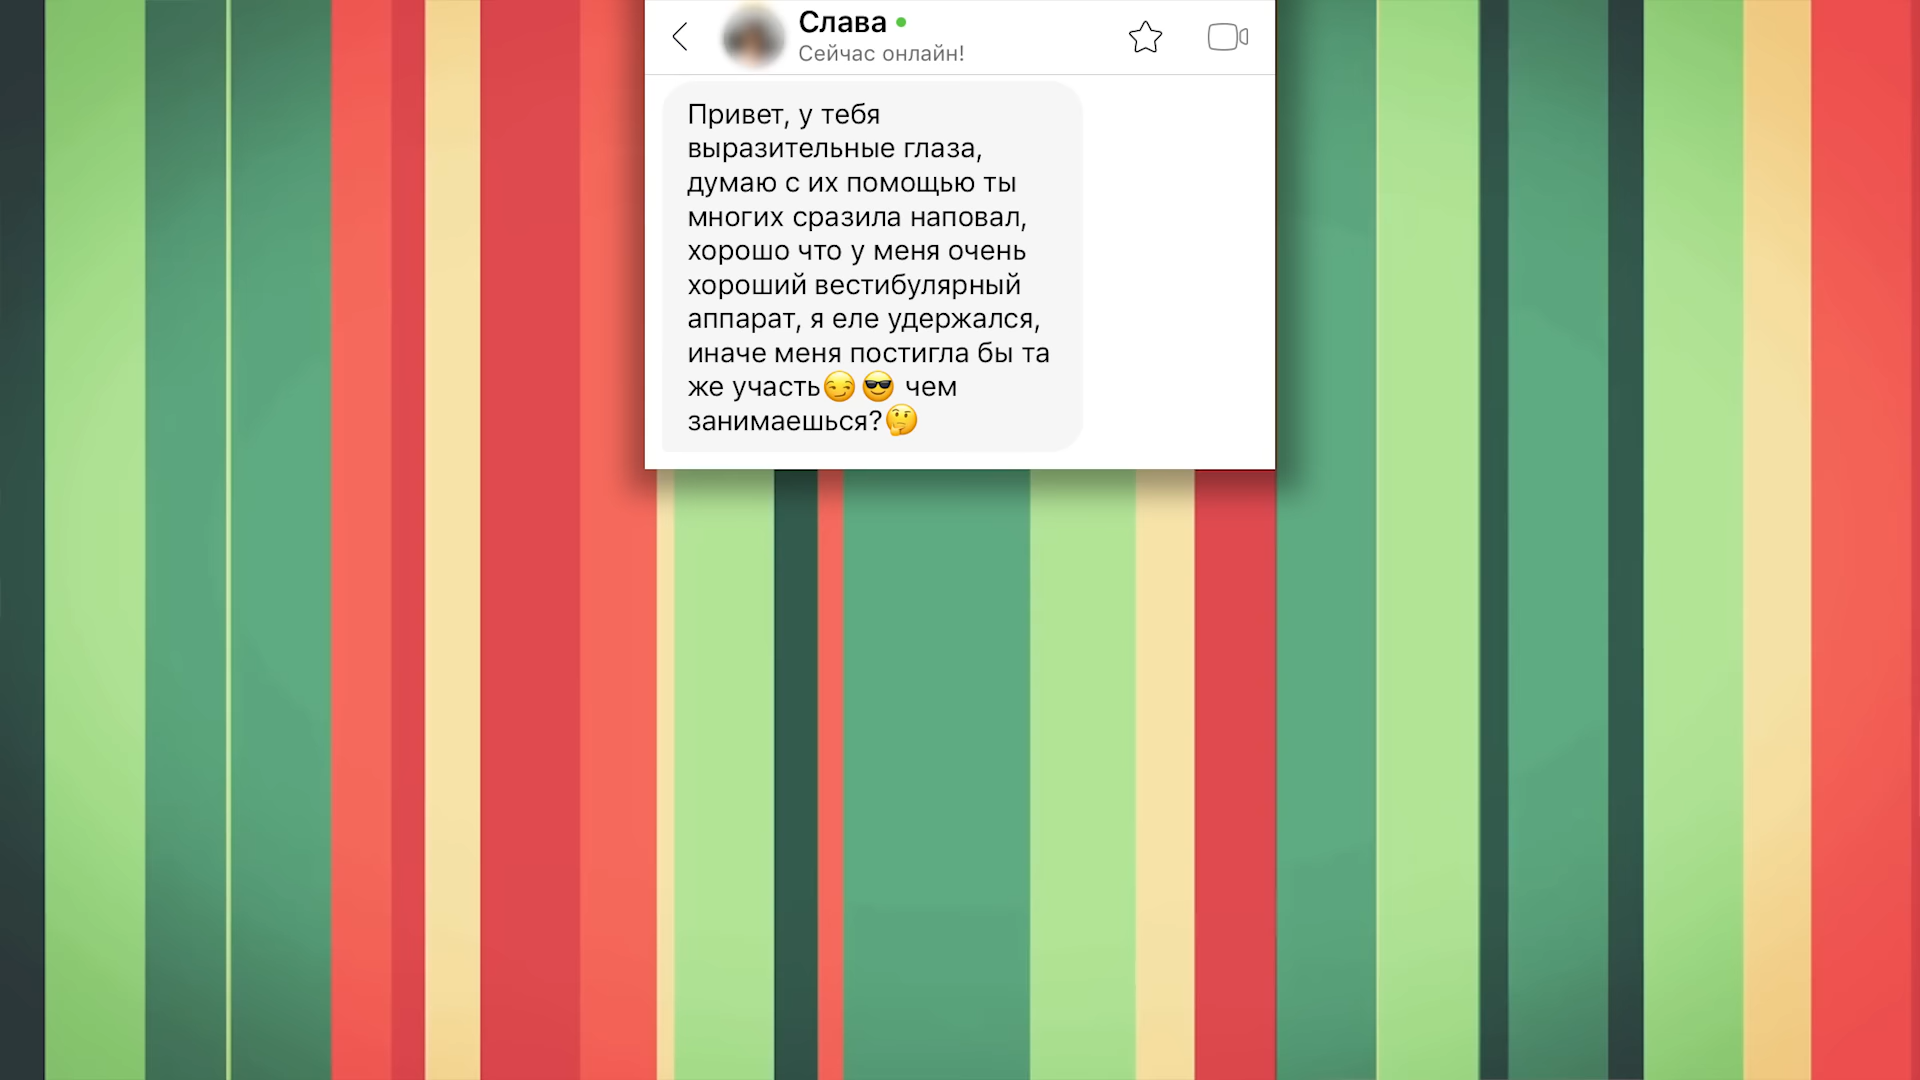 Слава
Сейчас онлайн!
Привет, у тебя
выразительные глаза,
думаю с их помощью ты
многих сразила наповал,
хорошо что у меня очень
хороший вестибулярный
аппарат, я еле удержался,
иначе меня постигла бы та
же участь😏😎 чем
занимаешься?🤔